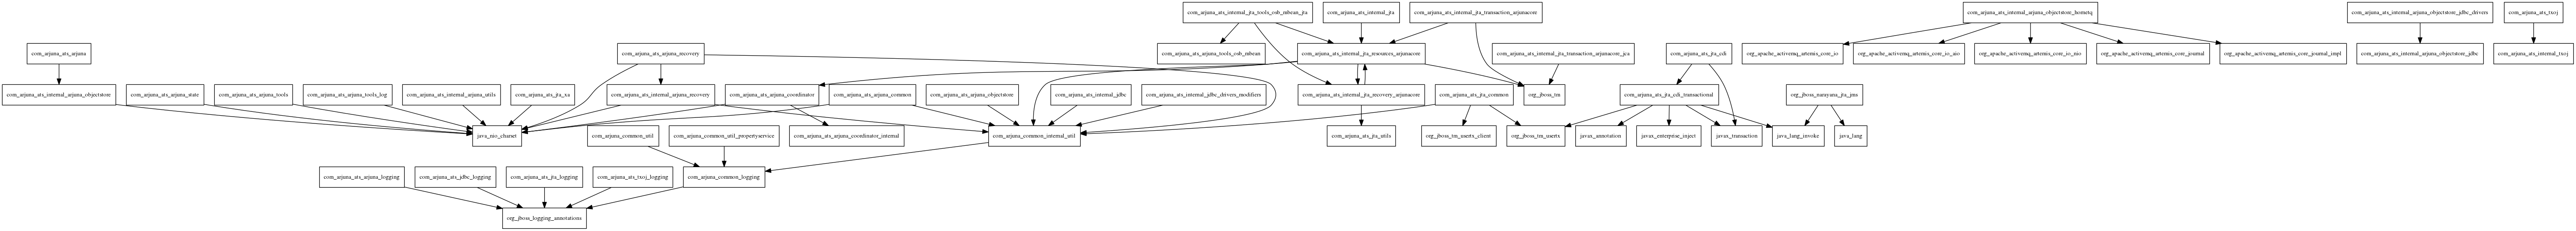 com_arjuna_ats_internal_jta_tools_osb_mbean_jta
com_arjuna_ats_internal_jta
com_arjuna_ats_internal_jta_transaction_arjunacore
com_arjuna_ats_internal_arjuna_objectstore_hornetq
com_arjuna_ats_internal_arjuna_objectstore_jdbc_drivers
com_arjuna_ats_txoj
com_arjuna_ats_arjuna
com_arjuna_ats_arjuna_recovery
com_arjuna_ats_arjuna_tools_osb_mbean
com_arjuna_ats_internal_jta_resources_arjunacore
com_arjuna_ats_internal_jta_transaction_arjunacore_jca
com_arjuna_ats_jta_cdi
org_apache_activemq_artemis_core_io
org_apache_activemq_artemis_core_io_aio
org_apache_activemq_artemis_core_io_nio
org_apache_activemq_artemis_core_journal
org_apache_activemq_artemis_core_journal_impl
com_arjuna_ats_internal_arjuna_objectstore_jdbc
com_arjuna_ats_internal_txoj
com_arjuna_ats_internal_arjuna_objectstore
com_arjuna_ats_arjuna_state
com_arjuna_ats_arjuna_tools
com_arjuna_ats_arjuna_tools_log
com_arjuna_ats_internal_arjuna_utils
com_arjuna_ats_jta_xa
com_arjuna_ats_internal_arjuna_recovery
com_arjuna_ats_arjuna_coordinator
com_arjuna_ats_arjuna_common
com_arjuna_ats_arjuna_objectstore
com_arjuna_ats_internal_jdbc
com_arjuna_ats_internal_jdbc_drivers_modifiers
com_arjuna_ats_internal_jta_recovery_arjunacore
com_arjuna_ats_jta_common
org_jboss_tm
com_arjuna_ats_jta_cdi_transactional
org_jboss_narayana_jta_jms
java_nio_charset
com_arjuna_common_util
com_arjuna_common_util_propertyservice
com_arjuna_ats_arjuna_coordinator_internal
com_arjuna_common_internal_util
com_arjuna_ats_jta_utils
org_jboss_tm_usertx_client
org_jboss_tm_usertx
javax_annotation
javax_enterprise_inject
javax_transaction
java_lang_invoke
java_lang
com_arjuna_ats_arjuna_logging
com_arjuna_ats_jdbc_logging
com_arjuna_ats_jta_logging
com_arjuna_ats_txoj_logging
com_arjuna_common_logging
org_jboss_logging_annotations